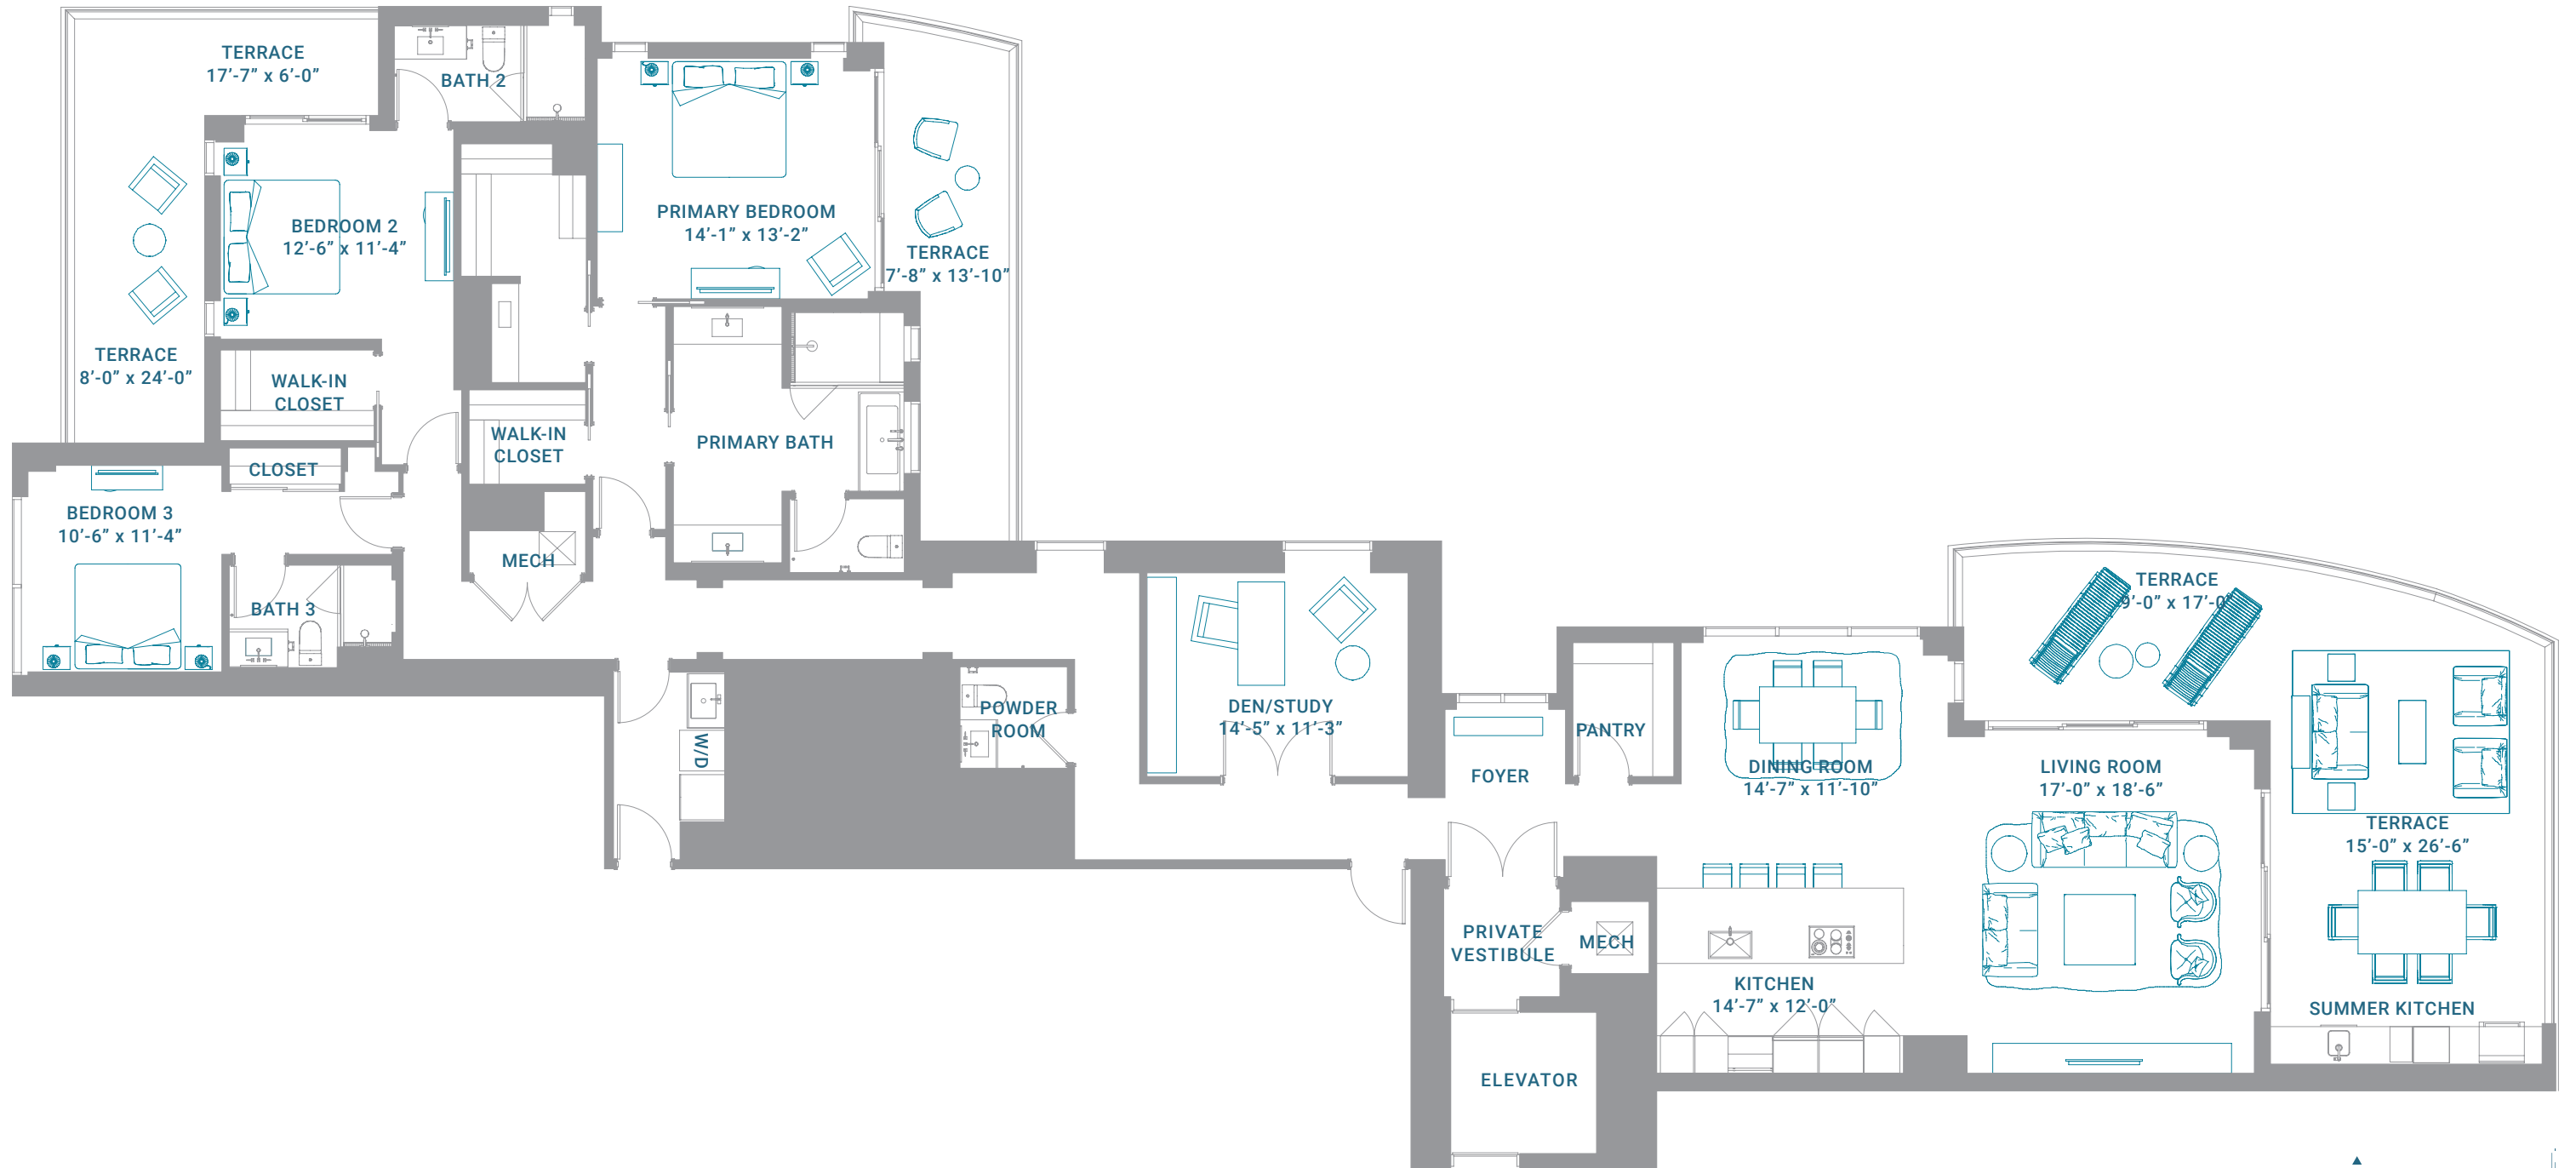 TERRACE
17’-7” x 6’-0”
BATH 2
BEDROOM 2
12’-6” x 11’-4”
PRIMARY BEDROOM
14’-1” x 13’-2”
TERRACE
7’-8” x 13’-10”
TERRACE
8’-0” x 24’-0”
WALK-IN
CLOSET
WALK-IN
CLOSET
PRIMARY BATH
CLOSET
BEDROOM 3
10’-6” x 11’-4”
MECH
BATH 3
W/D
POWDER
ROOM
DEN/STUDY
14’-5” x 11’-3”
FOYER
PANTRY
DINING ROOM
14’-7” x 11’-10”
TERRACE
9’-0” x 17’-0”
LIVING ROOM
17’-0” x 18’-6”
TERRACE
15’-0” x 26’-6”
PRIVATE
VESTIBULE
MECH
KITCHEN
14’-7” x 12’-0”
SUMMER KITCHEN
ELEVATOR